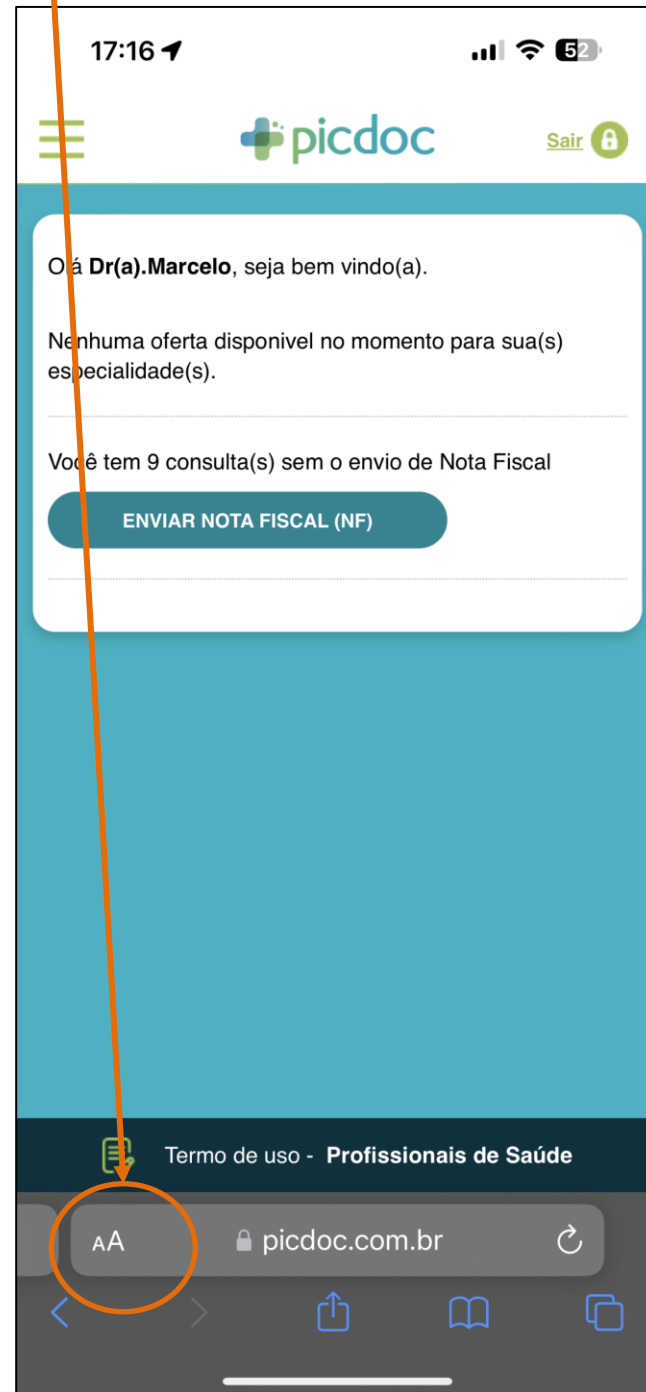 17:16
52
picdoc
Sair
Olá Dr(a).Marcelo, seja bem vindo(a).
Nenhuma oferta disponivel no momento para sua(s)
especialidade(s).
Você tem 9 consulta(s) sem o envio de Nota Fiscal
ENVIAR NOTA FISCAL (NF)
Termo de uso - Profissionais de Saúde
AA
picdoc.com.br